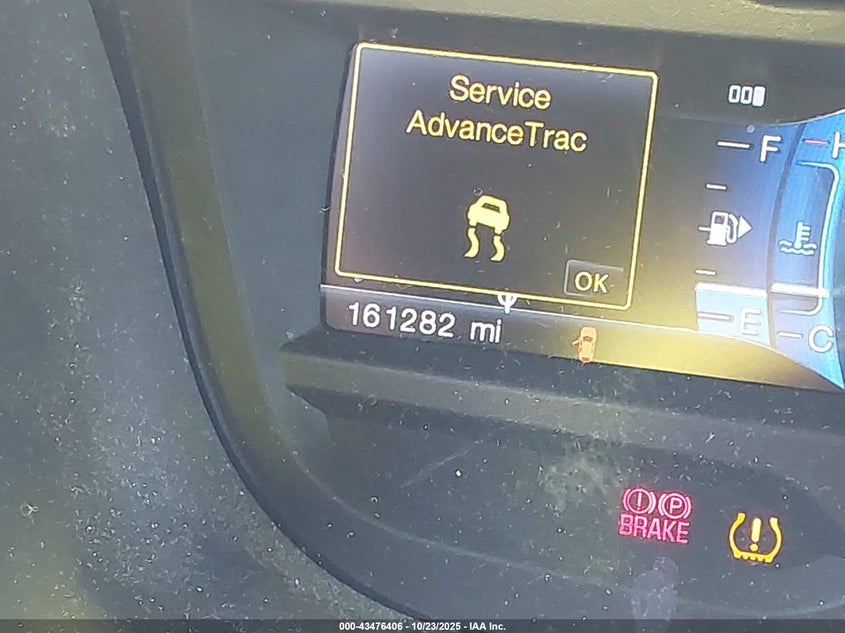 Service
AdvanceTrac
OK
161282 mi
F
E
H
C
(!) (P)
BRAKE
(!)
000-43476406 - 10/23/2025 - IAA Inc.